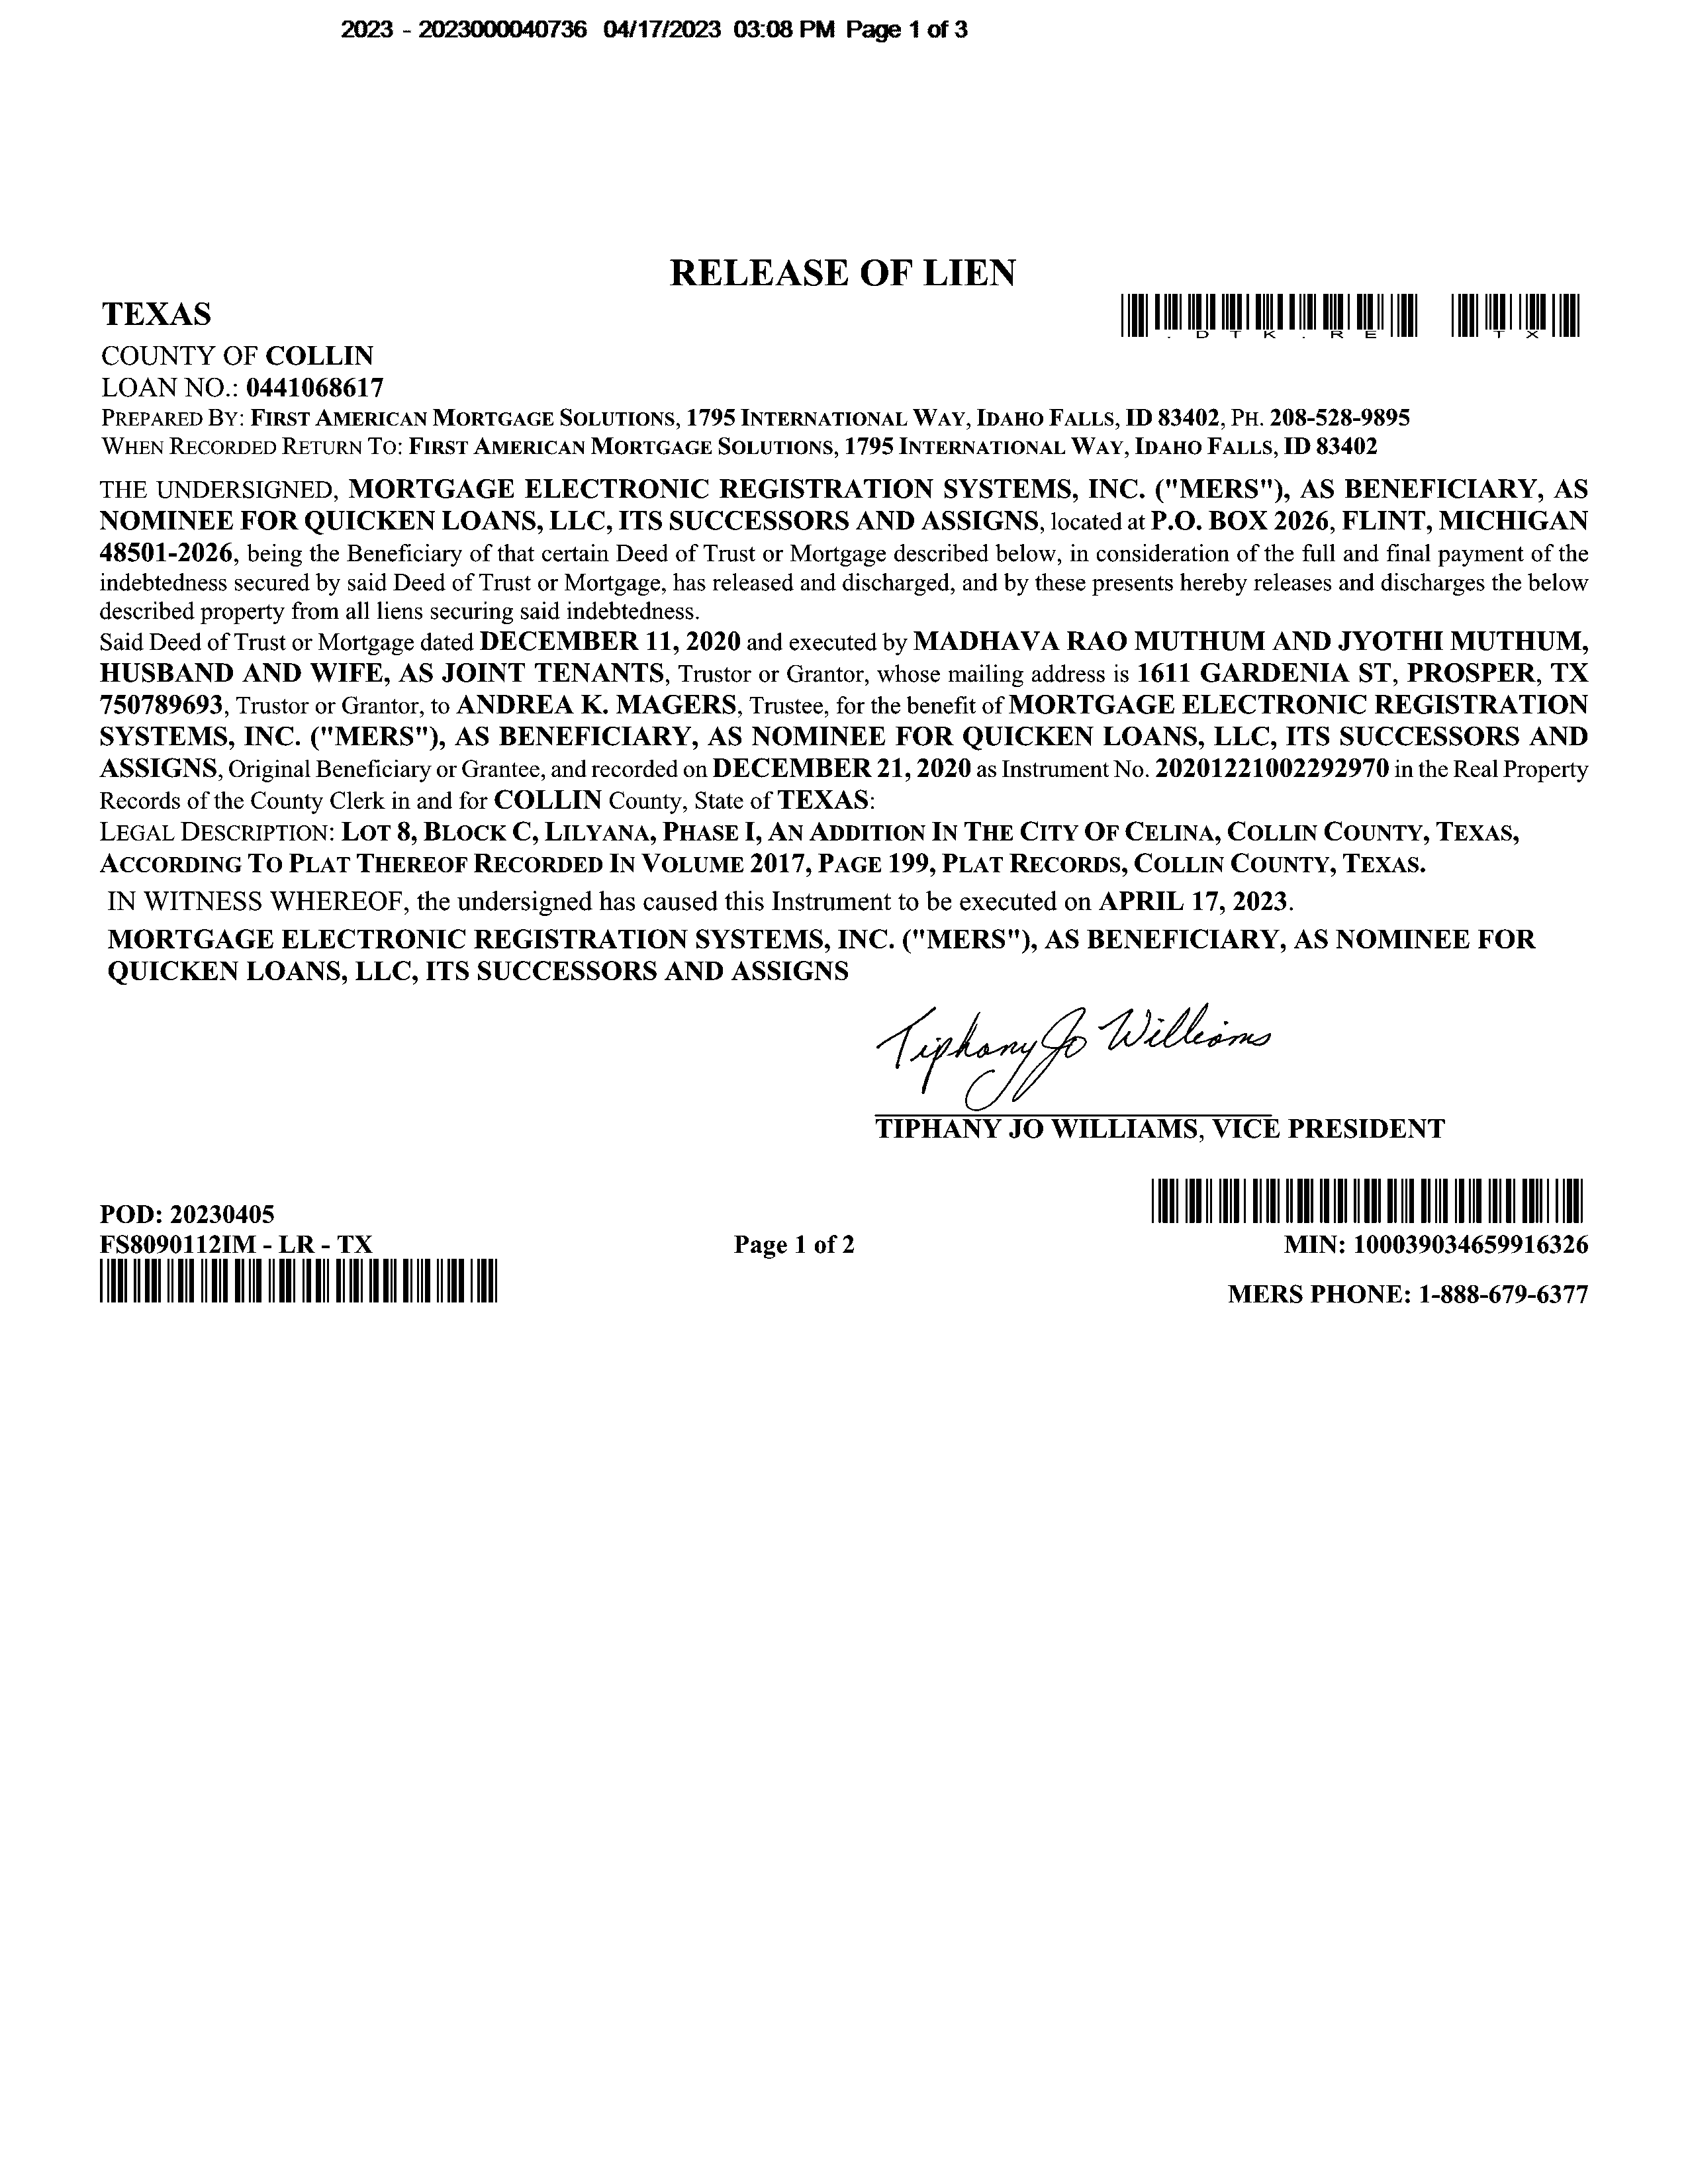 2023 - 2023000040736 04/17/2023 03:08 PM Page 1 of 3
RELEASE OF LIEN
TEXAS
. D T K . R E T X
COUNTY OF COLLIN
LOAN NO.: 0441068617
PREPARED BY: FIRST AMERICAN MORTGAGE SOLUTIONS, 1795 INTERNATIONAL WAY, IDAHO FALLS, ID 83402, PH. 208-528-9895
WHEN RECORDED RETURN TO: FIRST AMERICAN MORTGAGE SOLUTIONS, 1795 INTERNATIONAL WAY, IDAHO FALLS, ID 83402
THE UNDERSIGNED, MORTGAGE ELECTRONIC REGISTRATION SYSTEMS, INC. ("MERS"), AS BENEFICIARY, AS
NOMINEE FOR QUICKEN LOANS, LLC, ITS SUCCESSORS AND ASSIGNS, located at P.O. BOX 2026, FLINT, MICHIGAN
48501-2026, being the Beneficiary of that certain Deed of Trust or Mortgage described below, in consideration of the full and final payment of the
indebtedness secured by said Deed of Trust or Mortgage, has released and discharged, and by these presents hereby releases and discharges the below
described property from all liens securing said indebtedness.
Said Deed of Trust or Mortgage dated DECEMBER 11, 2020 and executed by MADHAVA RAO MUTHUM AND JYOTHI MUTHUM,
HUSBAND AND WIFE, AS JOINT TENANTS, Trustor or Grantor, whose mailing address is 1611 GARDENIA ST, PROSPER, TX
750789693, Trustor or Grantor, to ANDREA K. MAGERS, Trustee, for the benefit of MORTGAGE ELECTRONIC REGISTRATION
SYSTEMS, INC. ("MERS"), AS BENEFICIARY, AS NOMINEE FOR QUICKEN LOANS, LLC, ITS SUCCESSORS AND
ASSIGNS, Original Beneficiary or Grantee, and recorded on DECEMBER 21, 2020 as Instrument No. 20201221002292970 in the Real Property
Records of the County Clerk in and for COLLIN County, State of TEXAS:
LEGAL DESCRIPTION: LOT 8, BLOCK C, LILYANA, PHASE I, AN ADDITION IN THE CITY OF CELINA, COLLIN COUNTY, TEXAS,
ACCORDING TO PLAT THEREOF RECORDED IN VOLUME 2017, PAGE 199, PLAT RECORDS, COLLIN COUNTY, TEXAS.
IN WITNESS WHEREOF, the undersigned has caused this Instrument to be executed on APRIL 17, 2023.
MORTGAGE ELECTRONIC REGISTRATION SYSTEMS, INC. ("MERS"), AS BENEFICIARY, AS NOMINEE FOR
QUICKEN LOANS, LLC, ITS SUCCESSORS AND ASSIGNS
Tiphany Jo Williams
TIPHANY JO WILLIAMS, VICE PRESIDENT
POD: 20230405
FS8090112IM - LR - TX
Page 1 of 2
MIN: 100039034659916326
MERS PHONE: 1-888-679-6377